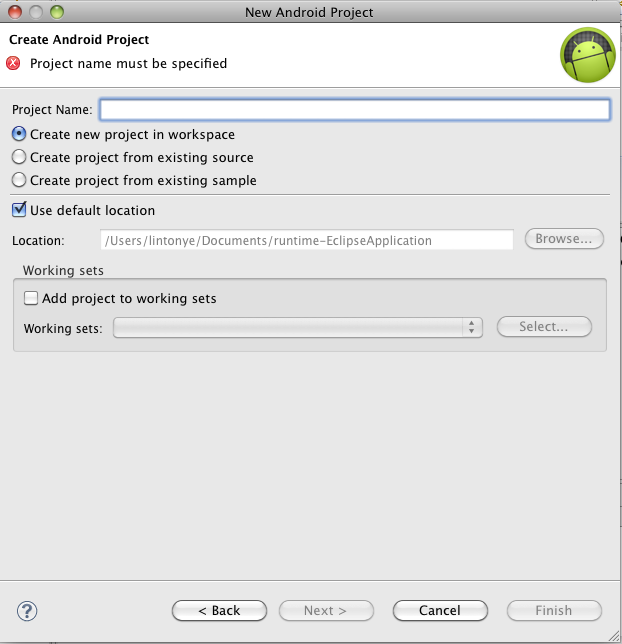 New Android Project
Create Android Project
Project name must be specified
Project Name:
Create new project in workspace
Create project from existing source
Create project from existing sample
Use default location
Location: /Users/lintonye/Documents/runtime-EclipseApplication Browse...
Working sets
Add project to working sets
Working sets: Select...
? < Back Next > Cancel Finish